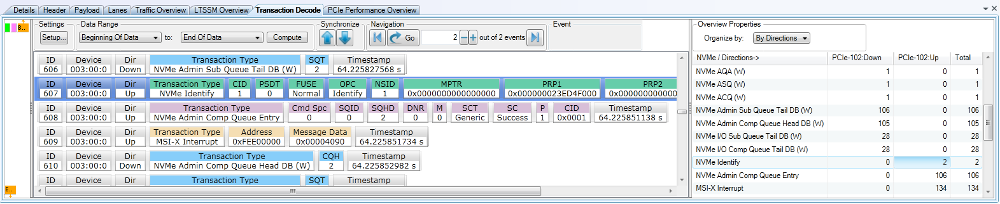 Details Header Payload Lanes Traffic Overview LTSSM Overview Transaction Decode PCIe Performance Overview
Settings Data Range Synchronize Navigation Event
Setup... Beginning Of Data to: End Of Data Compute Go 2 out of 2 events
B..
E..
ID Device Dir Transaction Type SQT Timestamp
606 003:00:0 Down NVMe Admin Sub Queue Tail DB (W) 2 64.225827568 s
ID Device Dir Transaction Type CID PSDT FUSE OPC NSID MPTR PRP1 PRP2
607 003:00:0 Up NVMe Identify 1 0 Normal Identify 1 0x0000000000000000 0x000000023ED4F000 0x000000000000
ID Device Dir Transaction Type Cmd Spc SQID SQHD DNR M SCT SC P CID Timestamp
608 003:00:0 Up NVMe Admin Comp Queue Entry 0 0 2 0 0 Generic Success 1 0x0001 64.225851138 s
ID Device Dir Transaction Type Address Message Data Timestamp
609 003:00:0 Up MSI-X Interrupt 0xFEE00000 0x00004090 64.225851734 s
ID Device Dir Transaction Type CQH Timestamp
610 003:00:0 Down NVMe Admin Comp Queue Head DB (W) 2 64.225852982 s
ID Device Dir Transaction Type SQT Timestamp
Overview Properties
Organize by: By Directions
NVMe / Directions-> PCIe-102:Down PCIe-102:Up Total
NVMe AQA (W) 1 0 1
NVMe ASQ (W) 1 0 1
NVMe ACQ (W) 1 0 1
NVMe Admin Sub Queue Tail DB (W) 106 0 106
NVMe Admin Comp Queue Head DB (W) 105 0 105
NVMe I/O Sub Queue Tail DB (W) 28 0 28
NVMe I/O Comp Queue Tail DB (W) 28 0 28
NVMe Identify 0 2 2
NVMe Admin Comp Queue Entry 0 106 106
MSI-X Interrupt 0 134 134